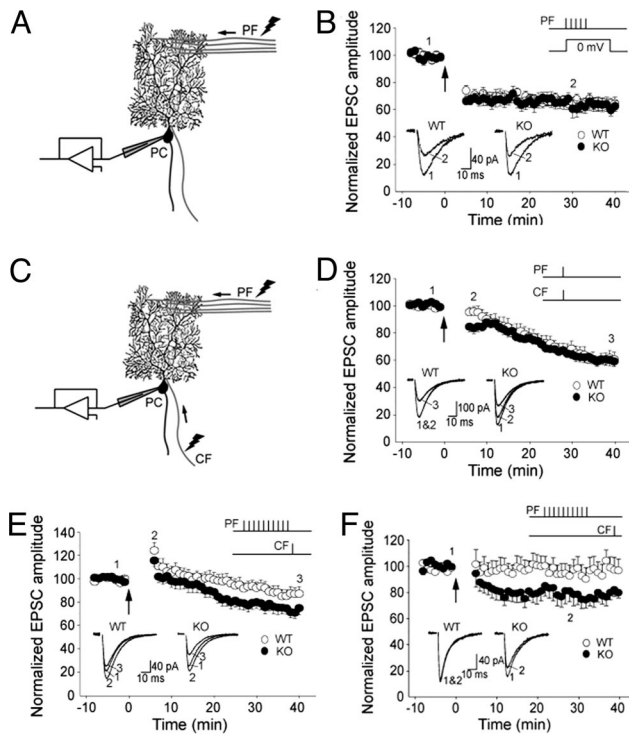 A
PF
PC
B
Normalized EPSC amplitude
120
100
80
60
40
20
0
1
2
PF
0 mV
WT
KO
2
1
40 pA
10 ms
2
1
WT
KO
-10 0 10 20 30 40
Time (min)
C
PF
PC
CF
D
Normalized EPSC amplitude
120
100
80
60
40
20
0
1
2
3
PF
CF
WT
KO
3
1&2
100 pA
10 ms
3
2
1
WT
KO
-10 0 10 20 30 40
Time (min)
E
Normalized EPSC amplitude
140
120
100
80
60
40
20
0
1
2
3
PF
CF
WT
KO
3
1
2
40 pA
10 ms
3
1
2
WT
KO
-10 0 10 20 30 40
Time (min)
F
Normalized EPSC amplitude
120
100
80
60
40
20
0
1
2
PF
CF
WT
KO
1&2
40 pA
10 ms
2
1
WT
KO
-10 0 10 20 30 40
Time (min)